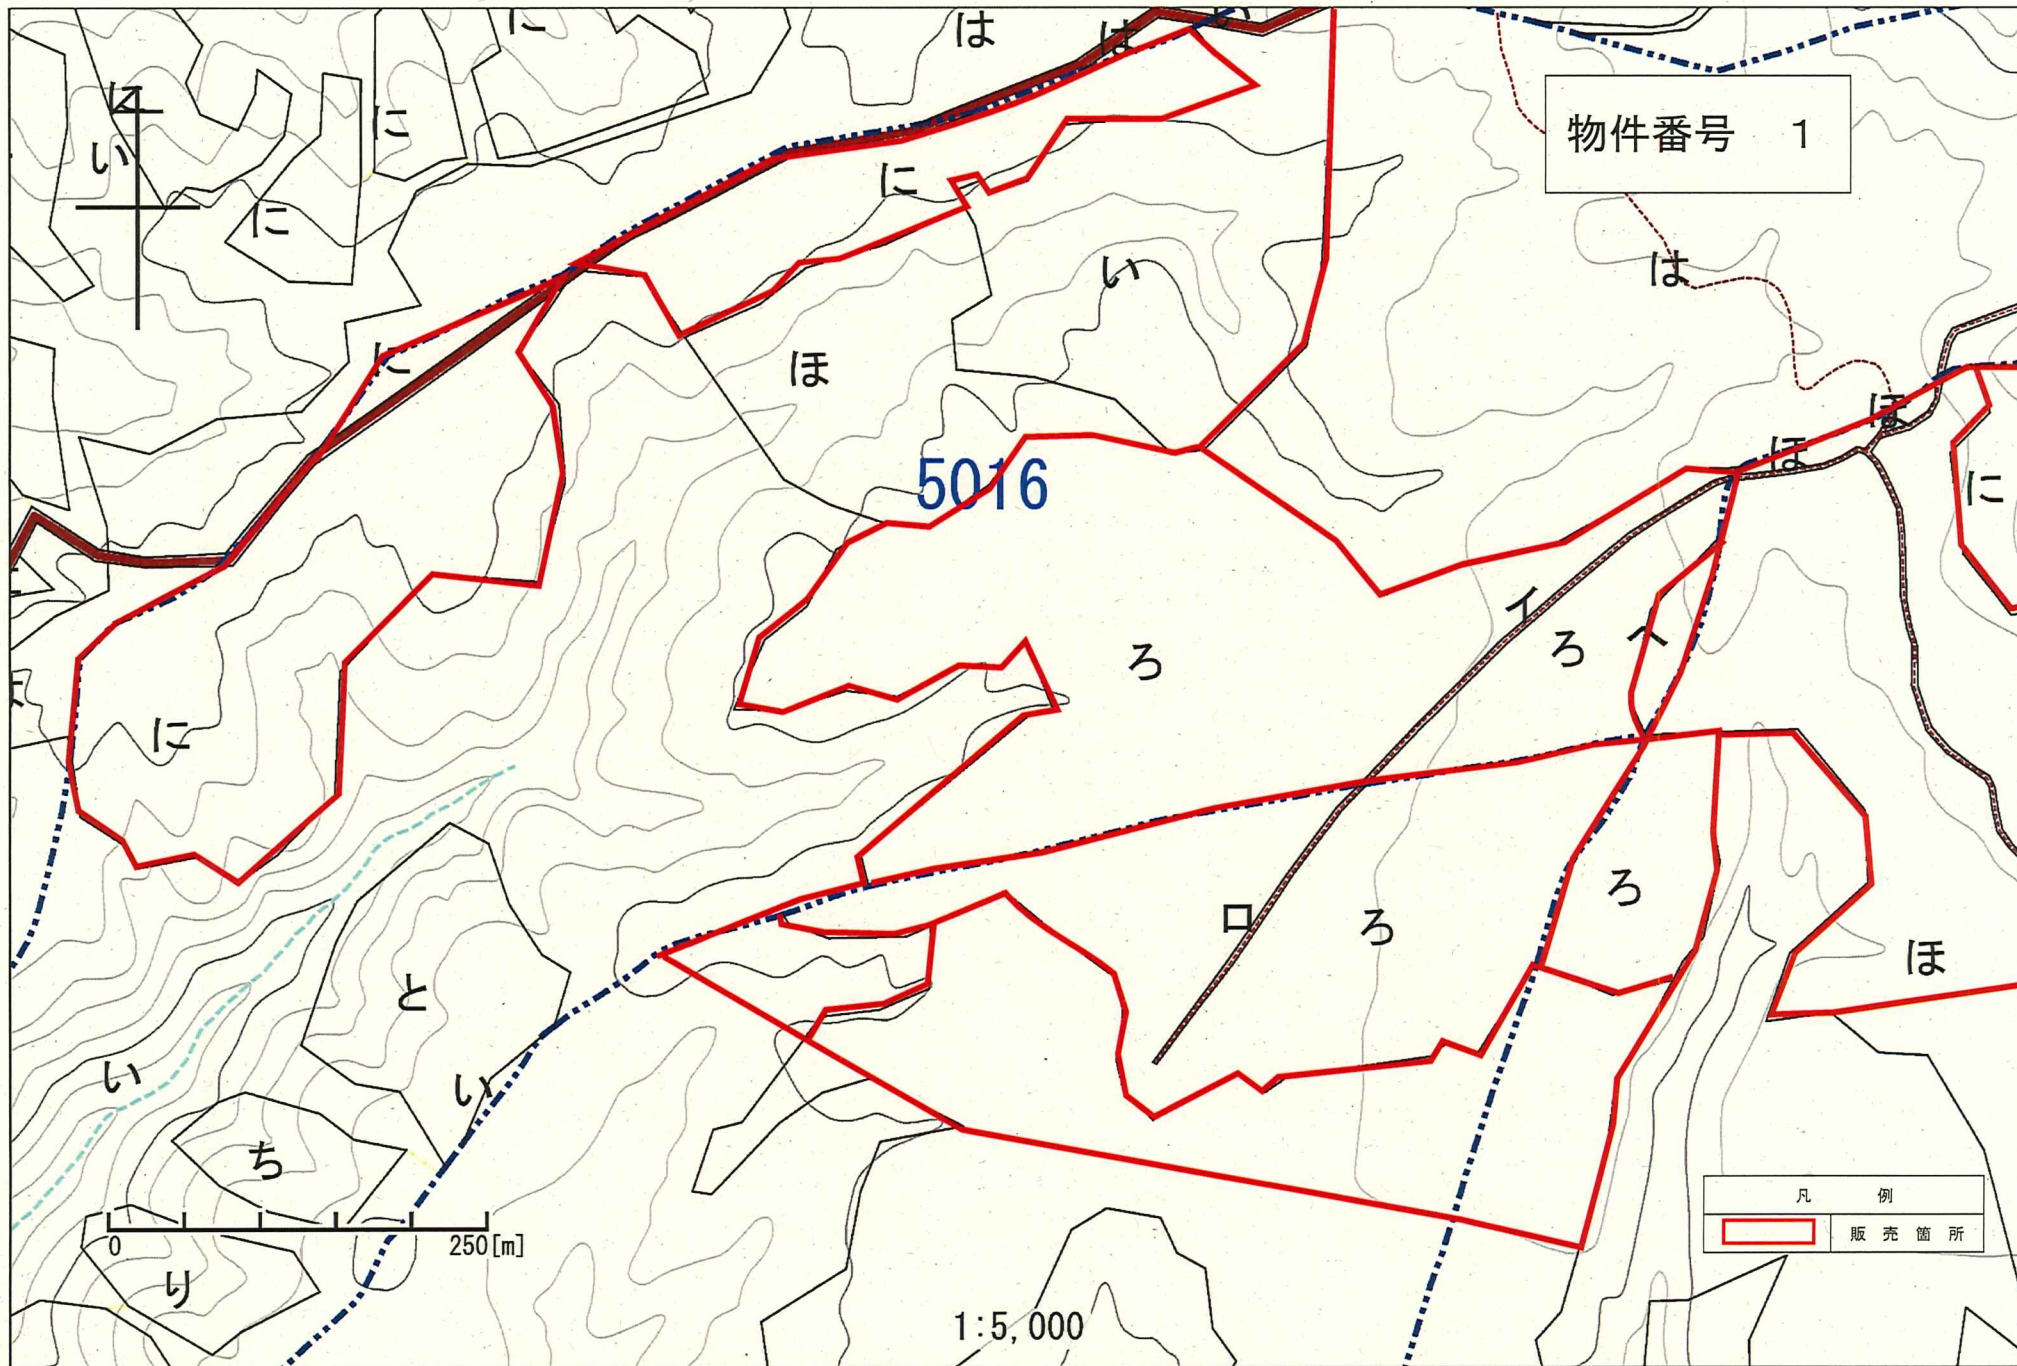 に
は
は
に
に
物件番号 1
い
に
に
い
は
に
ほ
ほ
ほ
5016
に
イ
ろ
ろ
へ
に
ろ
ロ
ろ
ほ
と
い
い
ち
凡 例
販売箇所
0 250[m]
り
1:5,000